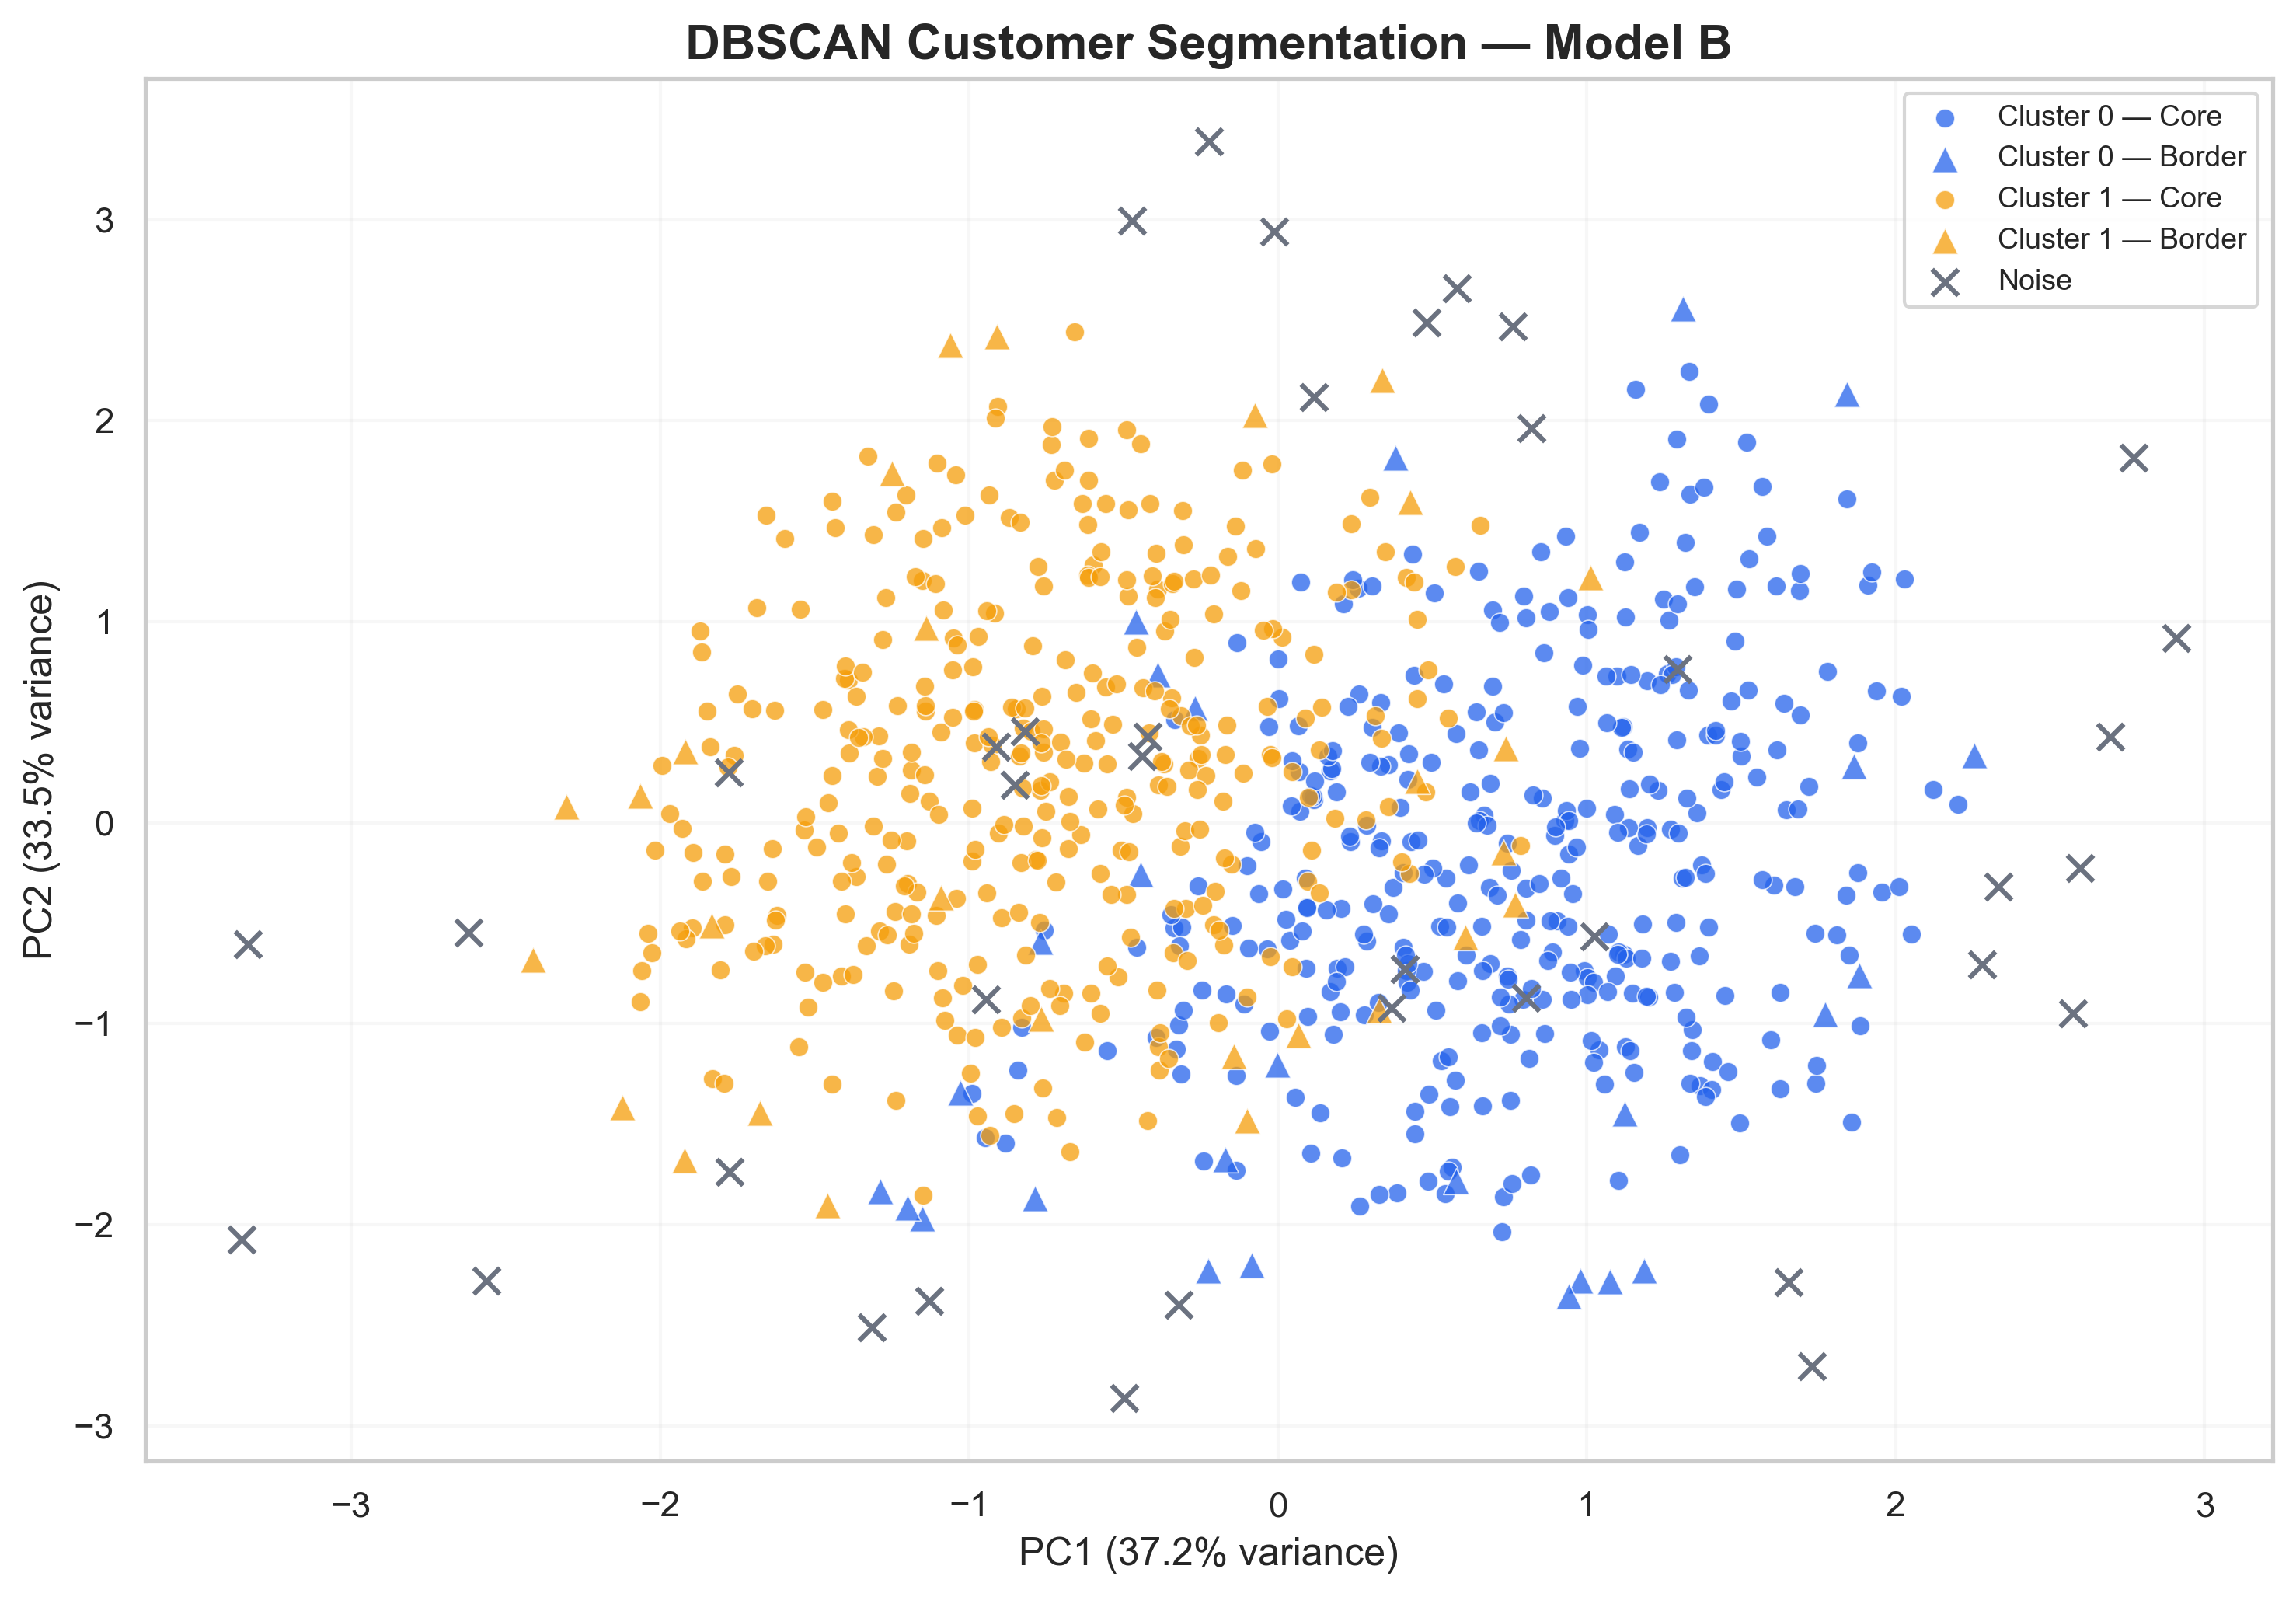 DBSCAN Customer Segmentation — Model B
Cluster 0 — Core
Cluster 0 — Border
Cluster 1 — Core
Cluster 1 — Border
Noise
PC2 (33.5% variance)
3
2
1
0
−1
−2
−3
−3
−2
−1
0
1
2
3
PC1 (37.2% variance)